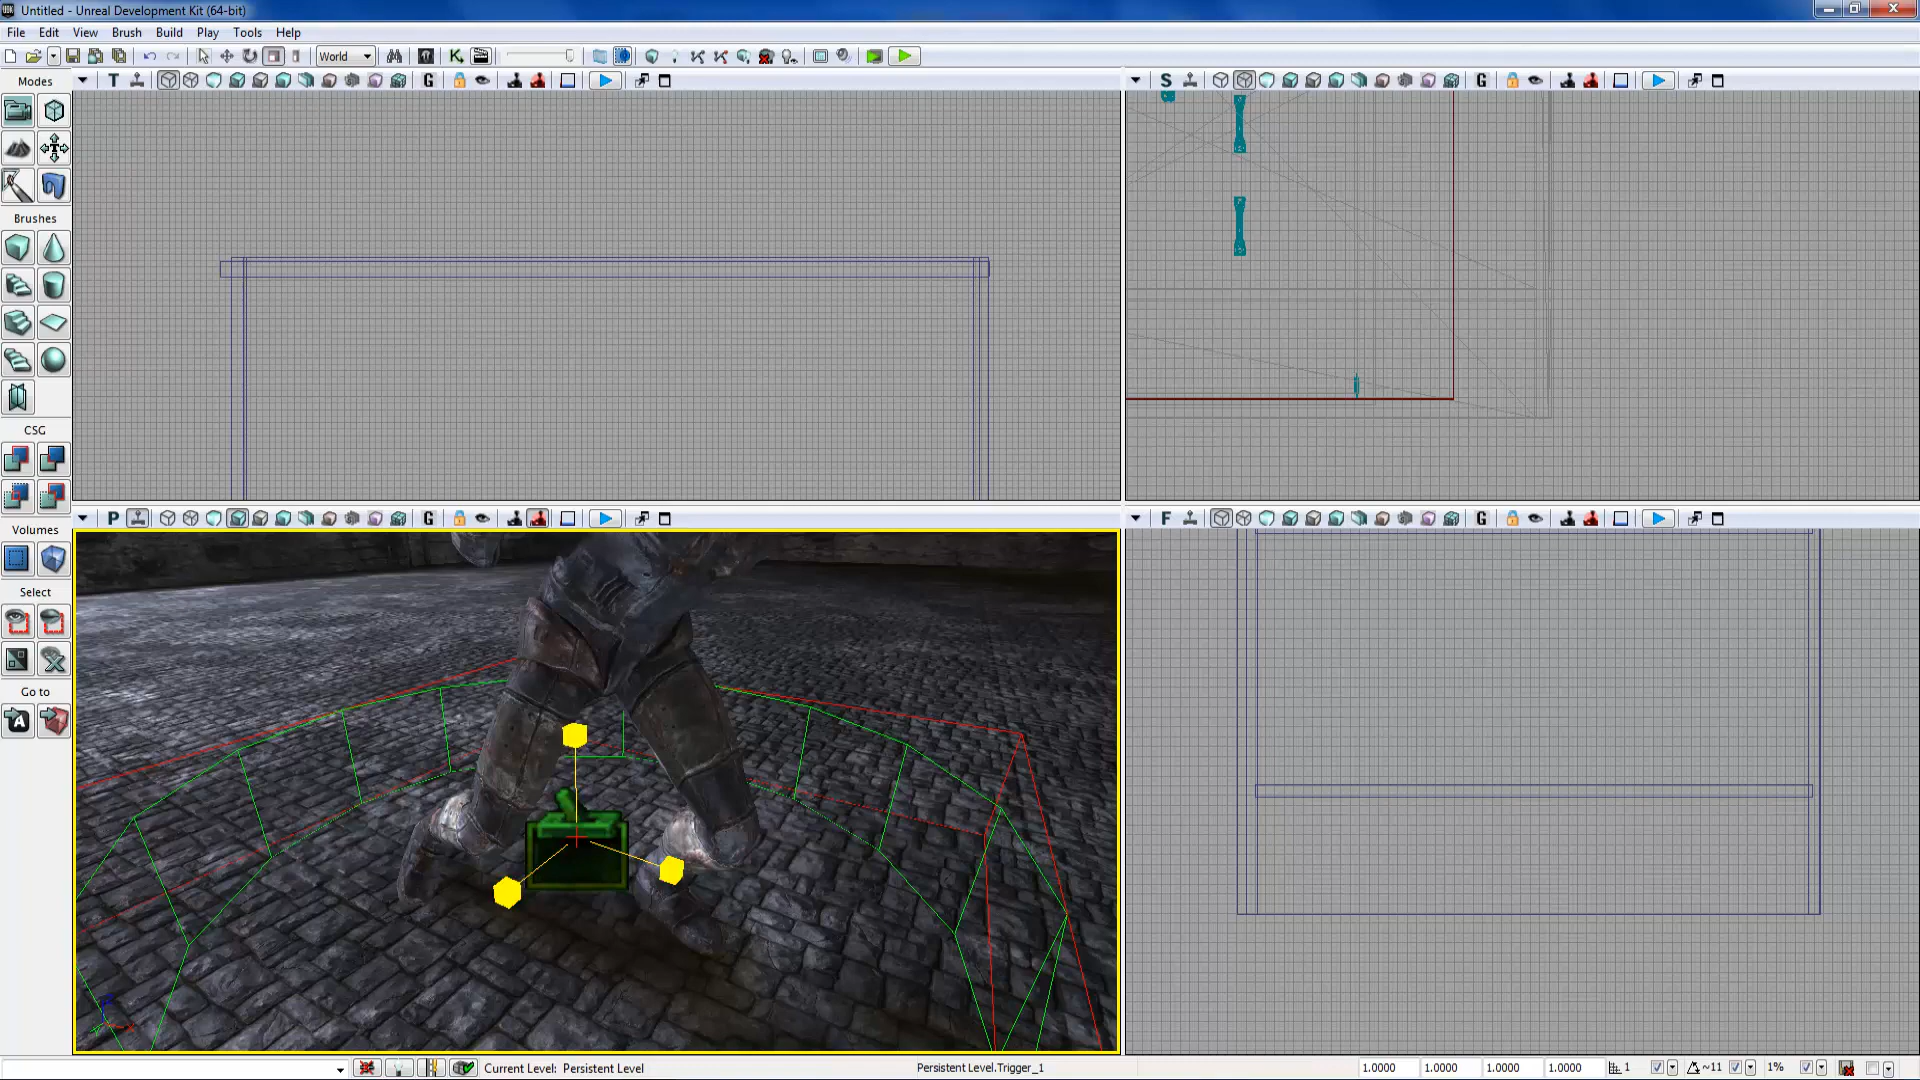 Untitled - Unreal Development Kit (64-bit)
File Edit View Brush Build Play Tools Help
World
Modes
T G
S G
Brushes
CSG
P G
F G
Volumes
Select
Go to
Current Level: Persistent Level
Persistent Level.Trigger_1
1.0000 1.0000 1.0000 1.0000 1 ~11 1%